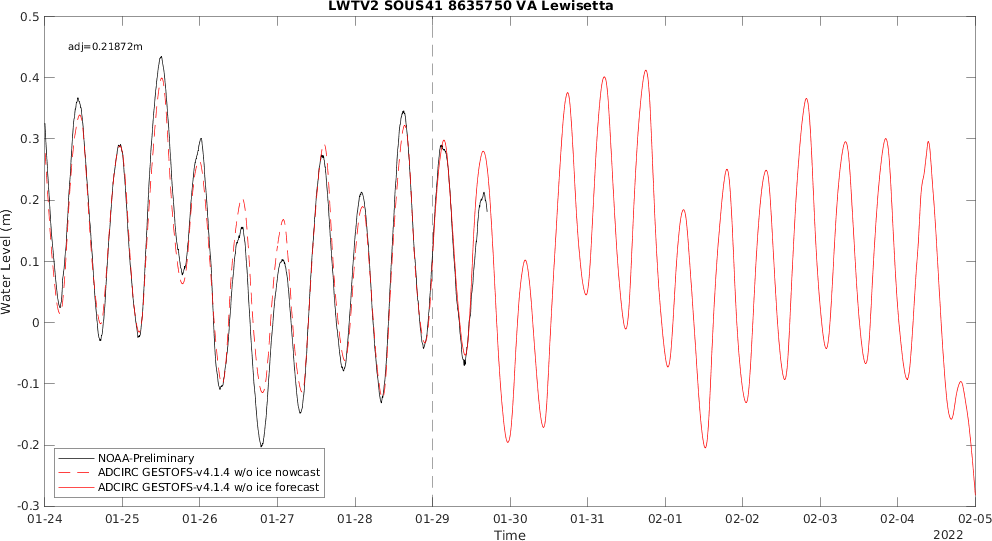 LWTV2 SOUS41 8635750 VA Lewisetta
adj=0.21872m
0.5
0.4
0.3
0.2
0.1
0
-0.1
-0.2
-0.3
Water Level (m)
NOAA-Preliminary
ADCIRC GESTOFS-v4.1.4 w/o ice nowcast
ADCIRC GESTOFS-v4.1.4 w/o ice forecast
01-24 01-25 01-26 01-27 01-28 01-29 01-30 01-31 02-01 02-02 02-03 02-04 02-05
Time
2022